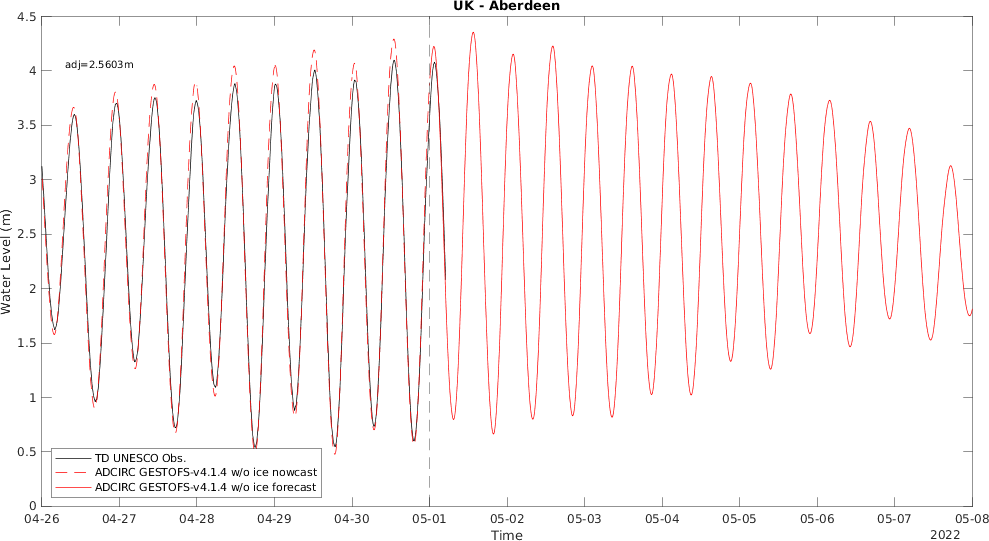 UK - Aberdeen
4.5
adj=2.5603m
4
3.5
3
2.5
2
1.5
1
0.5
0
Water Level (m)
TD UNESCO Obs.
ADCIRC GESTOFS-v4.1.4 w/o ice nowcast
ADCIRC GESTOFS-v4.1.4 w/o ice forecast
04-26 04-27 04-28 04-29 04-30 05-01 05-02 05-03 05-04 05-05 05-06 05-07 05-08
Time
2022